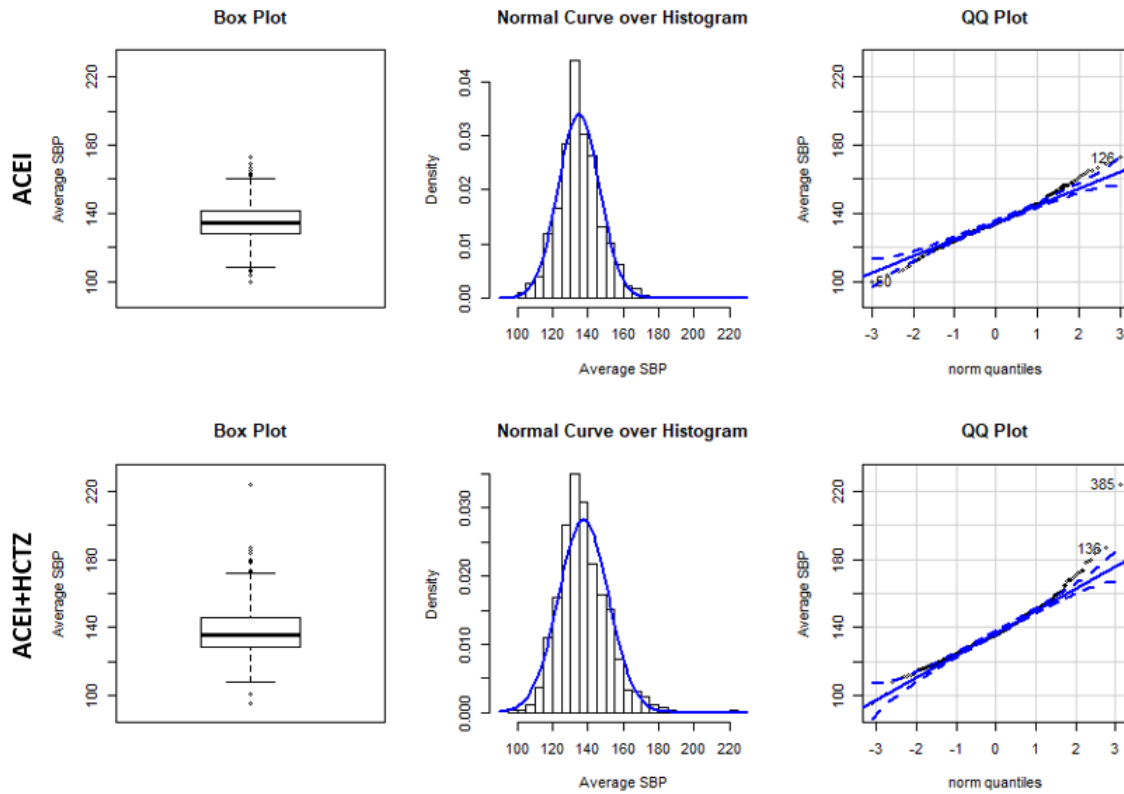 Box Plot
Normal Curve over Histogram
QQ Plot
ACEI
Average SBP
100
140
180
220
Density
0.00
0.01
0.02
0.03
0.04
100 120 140 160 180 200 220
Average SBP
Average SBP
100
140
180
220
126
50
-3 -2 -1 0 1 2 3
norm quantiles
Box Plot
Normal Curve over Histogram
QQ Plot
ACEI+HCTZ
Average SBP
100
140
180
220
Density
0.000
0.010
0.020
0.030
100 120 140 160 180 200 220
Average SBP
Average SBP
100
140
180
220
385
136
-3 -2 -1 0 1 2 3
norm quantiles